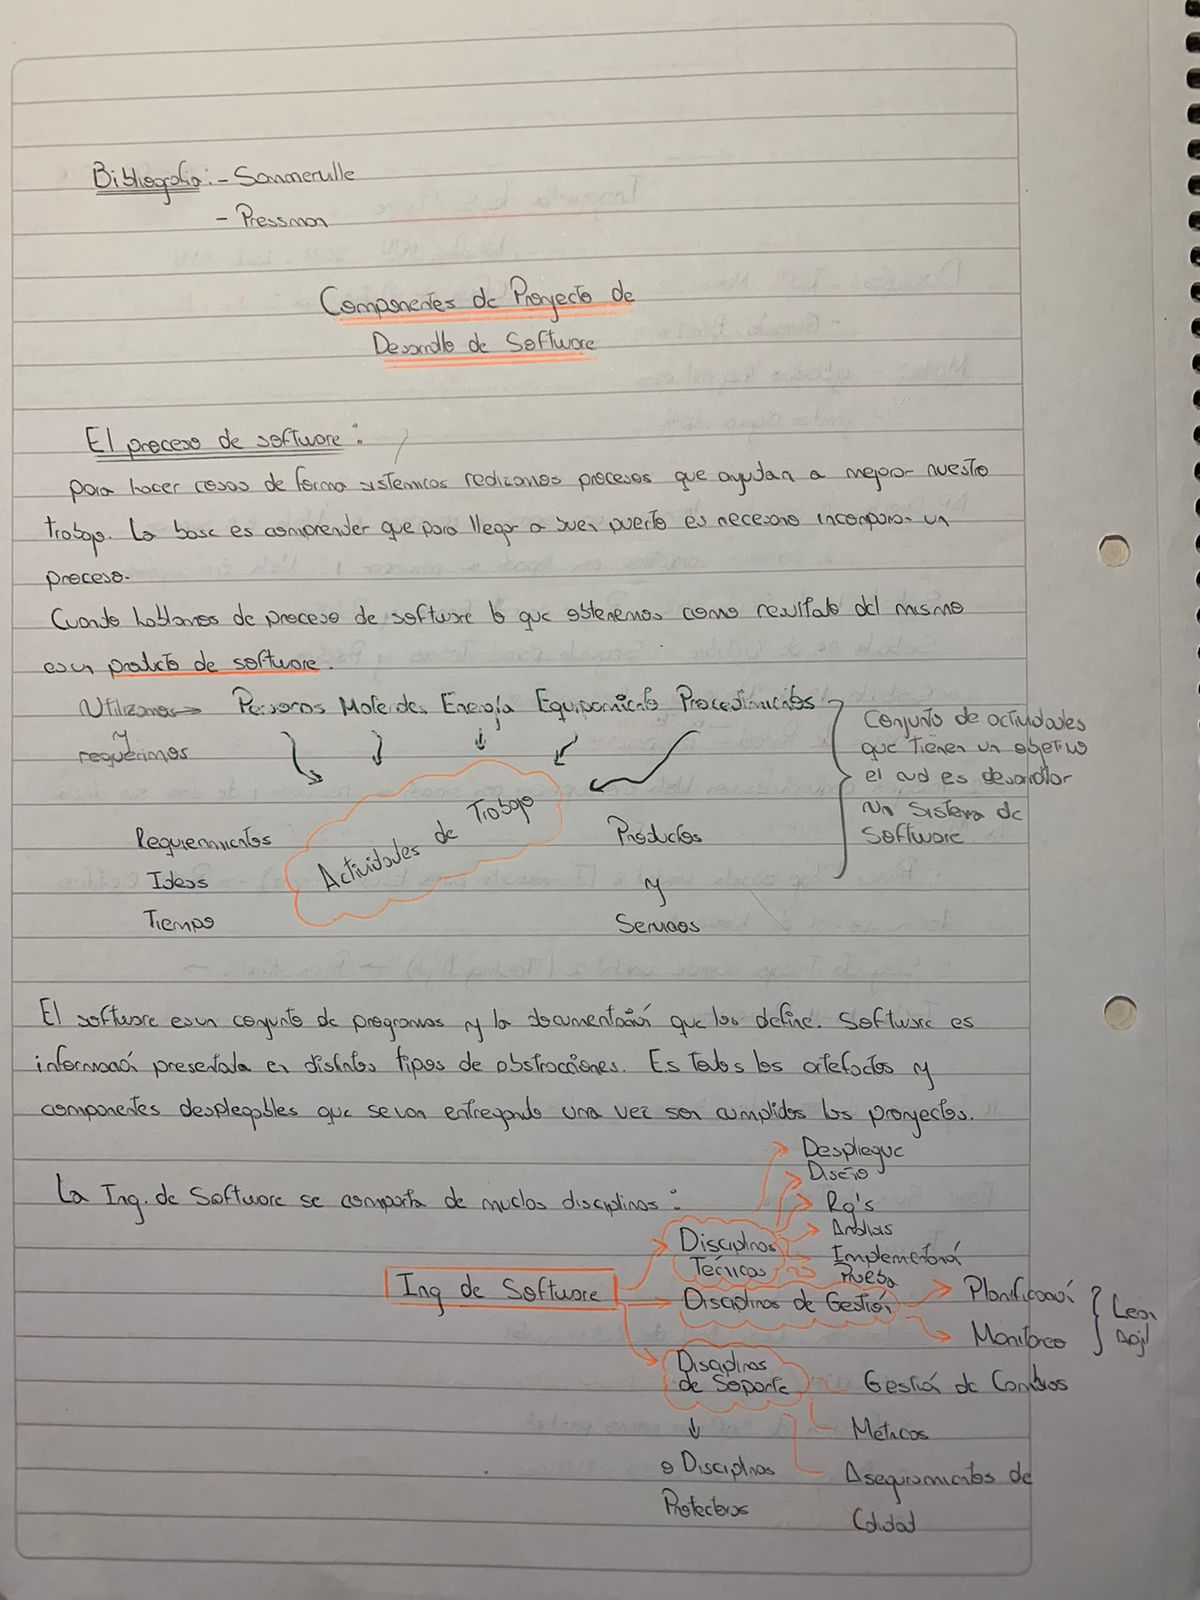 Bibliografia: - Sommerville
- Pressman
Componentes de Proyecto de
Desarrollo de Software
El proceso de software:
para hacer cosas de forma sistemicas realizamos procesos que ayudan a mejorar nuestro
trabajo. La base es comprender que para llegar a buen puerto es necesario incorporar un
proceso.
Cuando hablamos de proceso de software lo que obtenemos como resultado del mismo
es un producto de software.
Utilizamos → Personas Materiales Energía Equipamiento Procedimientos
y
requerimos
Conjunto de actividades
que tienen un objetivo
el cual es desarrollar
un sistema de
Software
Requerimientos
Ideas
Tiempo
Actividades de Trabajo
Productos
y
Servicios
El software es un conjunto de programas y la documentación que los define. Software es
información presentada en distintos tipos de abstracciones. Es todos los artefactos y
componentes desplegables que se van entregando una vez son cumplidos los proyectos.
La Ing. de Software se comporta de muchas disciplinas:
Ing de Software
Disciplinas
Técnicas
Despliegue
Diseño
Rq's
Análisis
Implementación
Prueba
Disciplinas de Gestión
Planificación
Monitoreo
Lean
Agil
Disciplinas
de Soporte
Gestión de Cambios
Métricas
Aseguramientos de
Calidad
↓
o Disciplinas
Protectoras